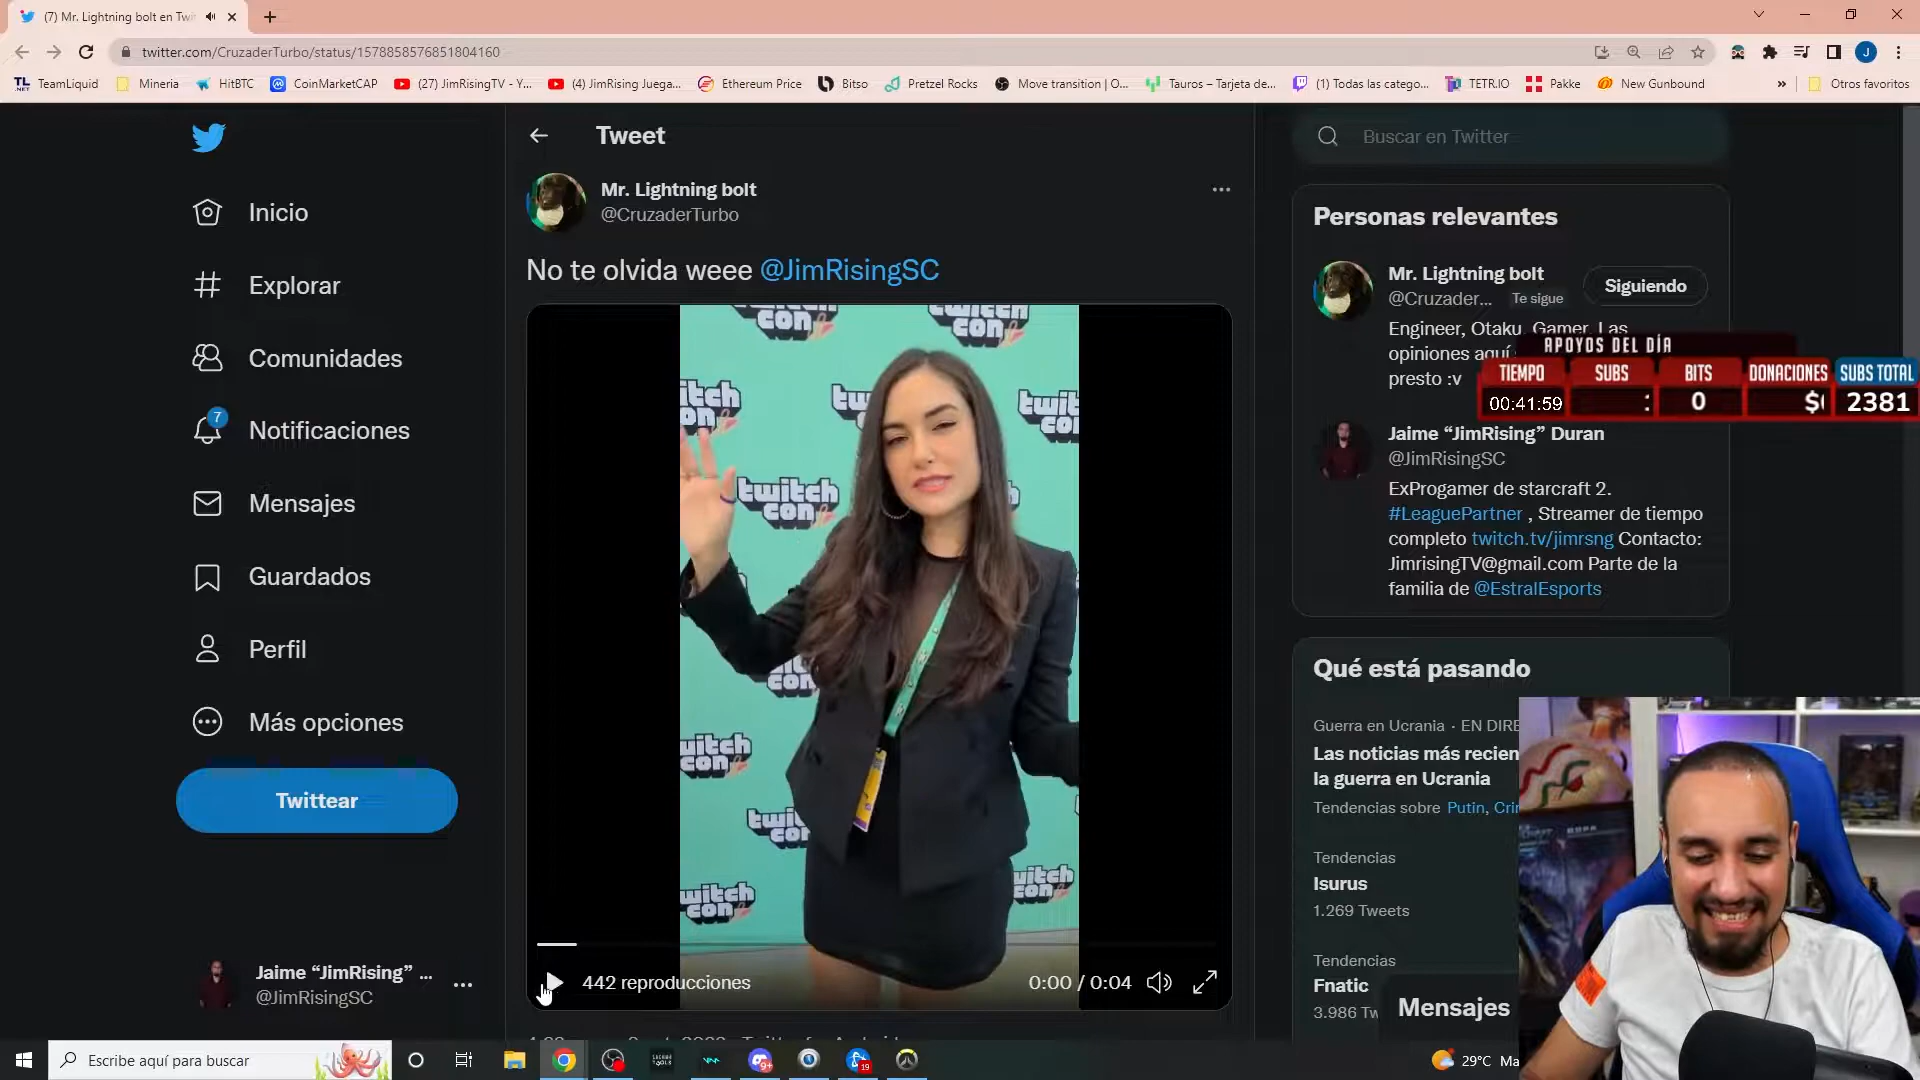 (7) Mr. Lightning bolt en Twi
twitter.com/CruzaderTurbo/status/1578858576851804160
J
TeamLiquid
Mineria
HitBTC
CoinMarketCAP
(27) JimRisingTV - Y...
(4) JimRising Juega...
Ethereum Price
Bitso
Pretzel Rocks
Move transition | O...
Tauros – Tarjeta de...
(1) Todas las catego...
TETR.IO
Pakke
New Gunbound
»
Otros favoritos
Inicio
Explorar
Comunidades
7
Notificaciones
Mensajes
Guardados
Perfil
Más opciones
Twittear
Jaime “JimRising” ...
@JimRisingSC
Tweet
Mr. Lightning bolt
@CruzaderTurbo
No te olvida weee @JimRisingSC
twitch con
442 reproducciones
0:00 / 0:04
Buscar en Twitter
Personas relevantes
Mr. Lightning bolt
@Cruzader... Te sigue
Siguiendo
Engineer, Otaku, Gamer, Las
opiniones aquí
presto :v
APOYOS DEL DÍA
TIEMPO SUBS BITS DONACIONES SUBS TOTAL
00:41:59 : 0 $ 2381
Jaime “JimRising” Duran
@JimRisingSC
ExProgamer de starcraft 2.
#LeaguePartner , Streamer de tiempo
completo twitch.tv/jimrsng Contacto:
JimrisingTV@gmail.com Parte de la
familia de @EstralEsports
Qué está pasando
Guerra en Ucrania · EN DIRE
Las noticias más recien
la guerra en Ucrania
Tendencias sobre Putin, Cri
Tendencias
Isurus
1.269 Tweets
Tendencias
Fnatic
3.986 Tw
Mensajes
Escribe aquí para buscar
9+
19
29°C Ma